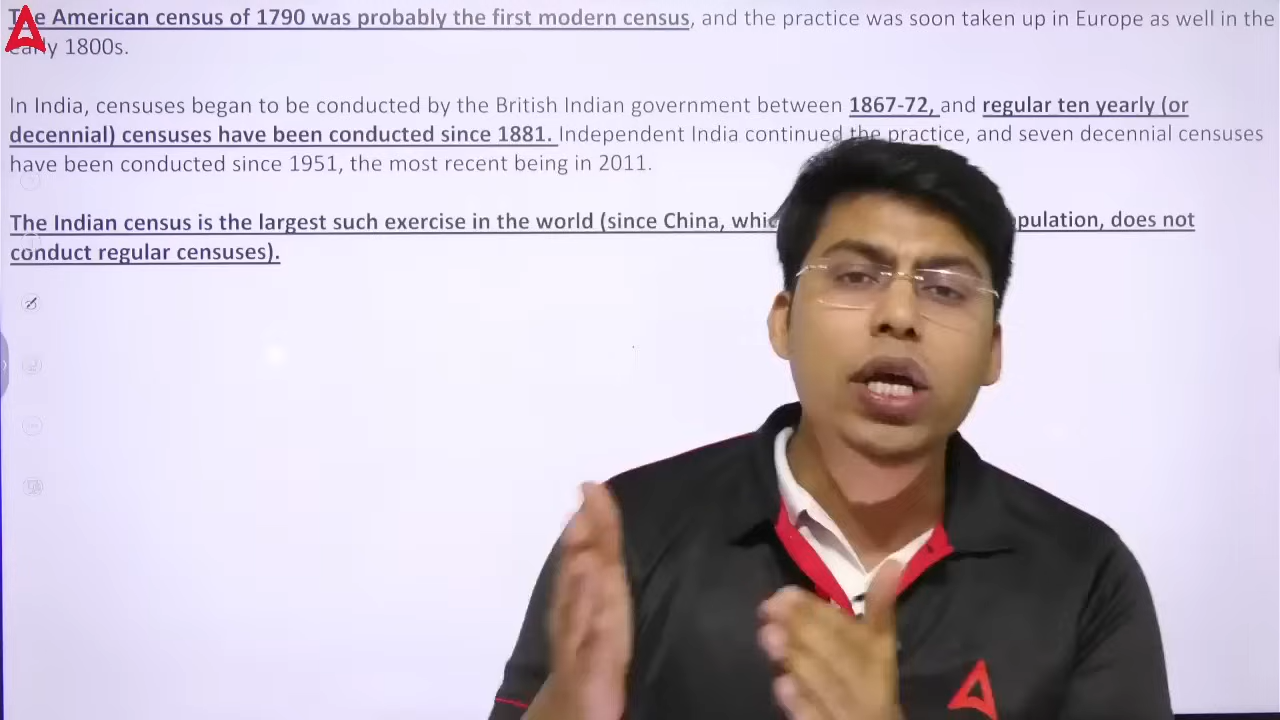 The American census of 1790 was probably the first modern census, and the practice was soon taken up in Europe as well in the
early 1800s.
In India, censuses began to be conducted by the British Indian government between 1867-72, and regular ten yearly (or
decennial) censuses have been conducted since 1881. Independent India continued the practice, and seven decennial censuses
have been conducted since 1951, the most recent being in 2011.
The Indian census is the largest such exercise in the world (since China, does not
conduct regular censuses).